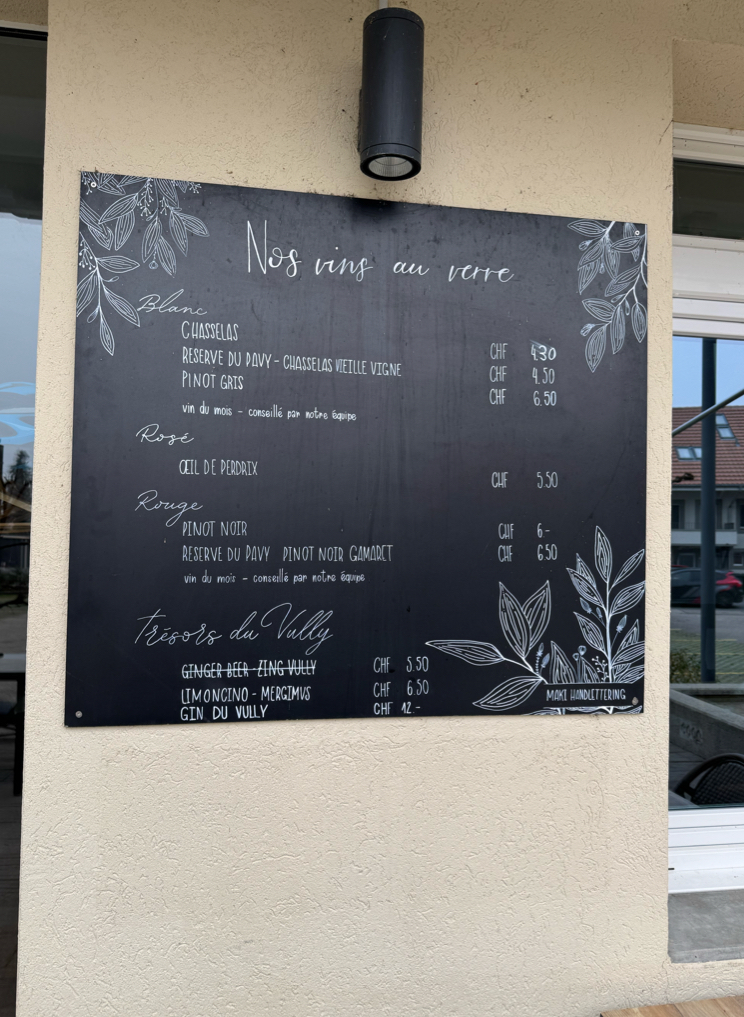 Nos vins au verre
Blanc
CHASSELAS CHF 4.30
RESERVE DU PAVY - CHASSELAS VIEILLE VIGNE CHF 4.50
PINOT GRIS CHF 6.50
vin du mois - conseillé par notre équipe
Rosé
ŒIL DE PERDRIX CHF 5.50
Rouge
PINOT NOIR CHF 6.-
RESERVE DU PAVY PINOT NOIR GAMARET CHF 6.50
vin du mois - conseillé par notre équipe
Trésors du Vully
GINGER BEER - ZING VULLY CHF 5.50
LIMONCINO - MERGIMUS CHF 6.50
GIN DU VULLY CHF 12.-
MAKI HANDLETTERING